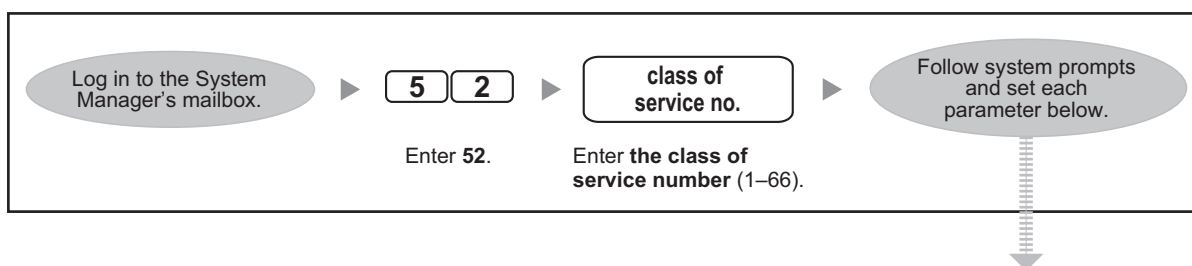 Log in to the System
Manager's mailbox.
5 2
Enter 52.
class of
service no.
Enter the class of
service number (1–66).
Follow system prompts
and set each
parameter below.